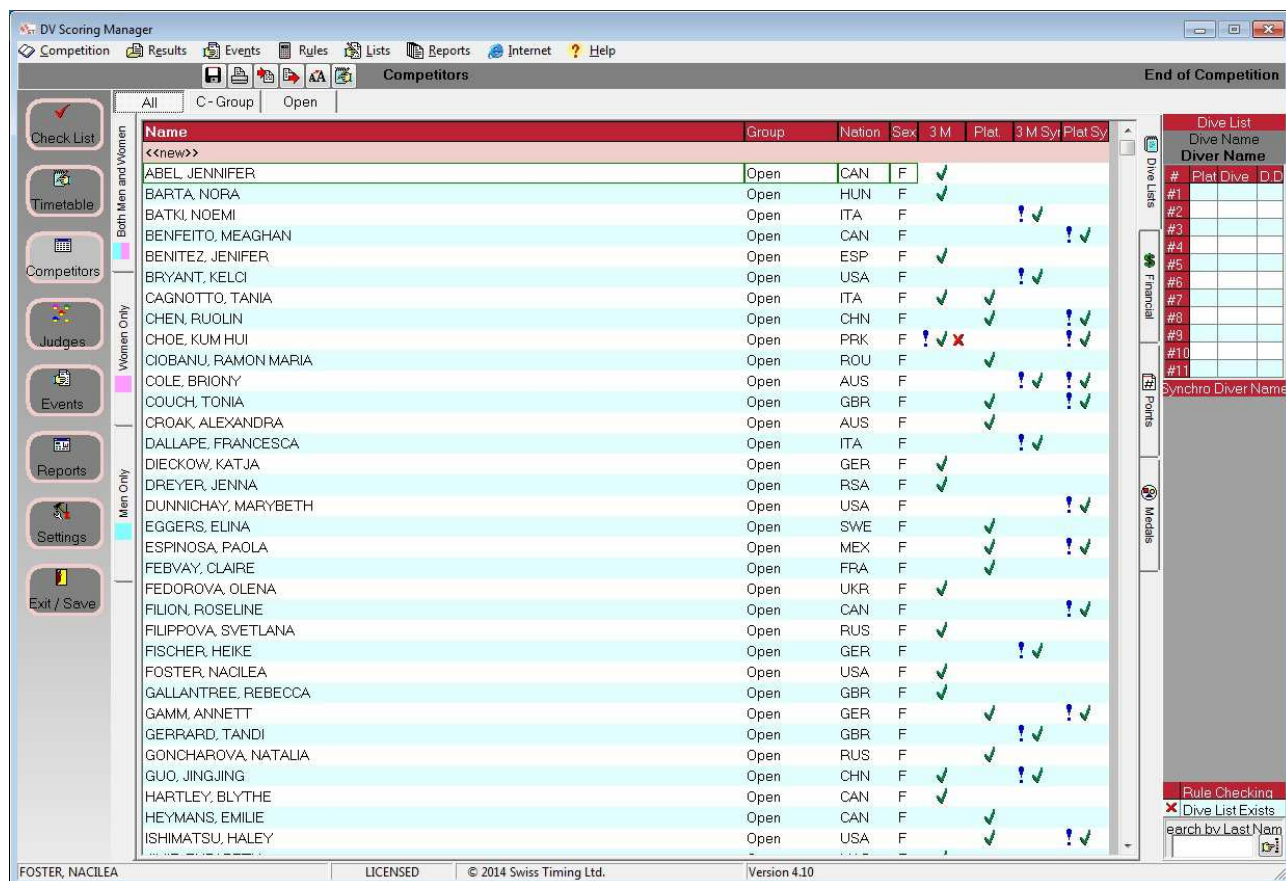 DV Scoring Manager
Competition Results Events Rules Lists Reports Internet ? Help
Competitors End of Competition
All C - Group Open
Check List
Timetable
Competitors
Judges
Events
Reports
Settings
Exit / Save
Both Men and Women
Women Only
Men Only
Name Group Nation Sex 3 M Plat. 3 M Syr Plat Sy
<<new>>
ABEL, JENNIFER Open CAN F
BARTA, NORA Open HUN F
BATKI, NOEMI Open ITA F
BENFEITO, MEAGHAN Open CAN F
BENITEZ, JENIFER Open ESP F
BRYANT, KELCI Open USA F
CAGNOTTO, TANIA Open ITA F
CHEN, RUOLIN Open CHN F
CHOE, KUM HUI Open PRK F
CIOBANU, RAMON MARIA Open ROU F
COLE, BRIONY Open AUS F
COUCH, TONIA Open GBR F
CROAK, ALEXANDRA Open AUS F
DALLAPE, FRANCESCA Open ITA F
DIECKOW, KATJA Open GER F
DREYER, JENNA Open RSA F
DUNNICHAY, MARYBETH Open USA F
EGGERS, ELINA Open SWE F
ESPINOSA, PAOLA Open MEX F
FEBVAY, CLAIRE Open FRA F
FEDOROVA, OLENA Open UKR F
FILION, ROSELINE Open CAN F
FILIPPOVA, SVETLANA Open RUS F
FISCHER, HEIKE Open GER F
FOSTER, NACILEA Open USA F
GALLANTREE, REBECCA Open GBR F
GAMM, ANNETT Open GER F
GERRARD, TANDI Open GBR F
GONCHAROVA, NATALIA Open RUS F
GUO, JINGJING Open CHN F
HARTLEY, BLYTHE Open CAN F
HEYMANS, EMILIE Open CAN F
ISHIMATSU, HALEY Open USA F
Dive Lists
Financial
Points
Medals
Dive List
Dive Name
Diver Name
# Plat Dive D.D
#1
#2
#3
#4
#5
#6
#7
#8
#9
#10
#11
Synchro Diver Name
Rule Checking
Dive List Exists
earch by Last Nam
FOSTER, NACILEA LICENSED © 2014 Swiss Timing Ltd. Version 4.10